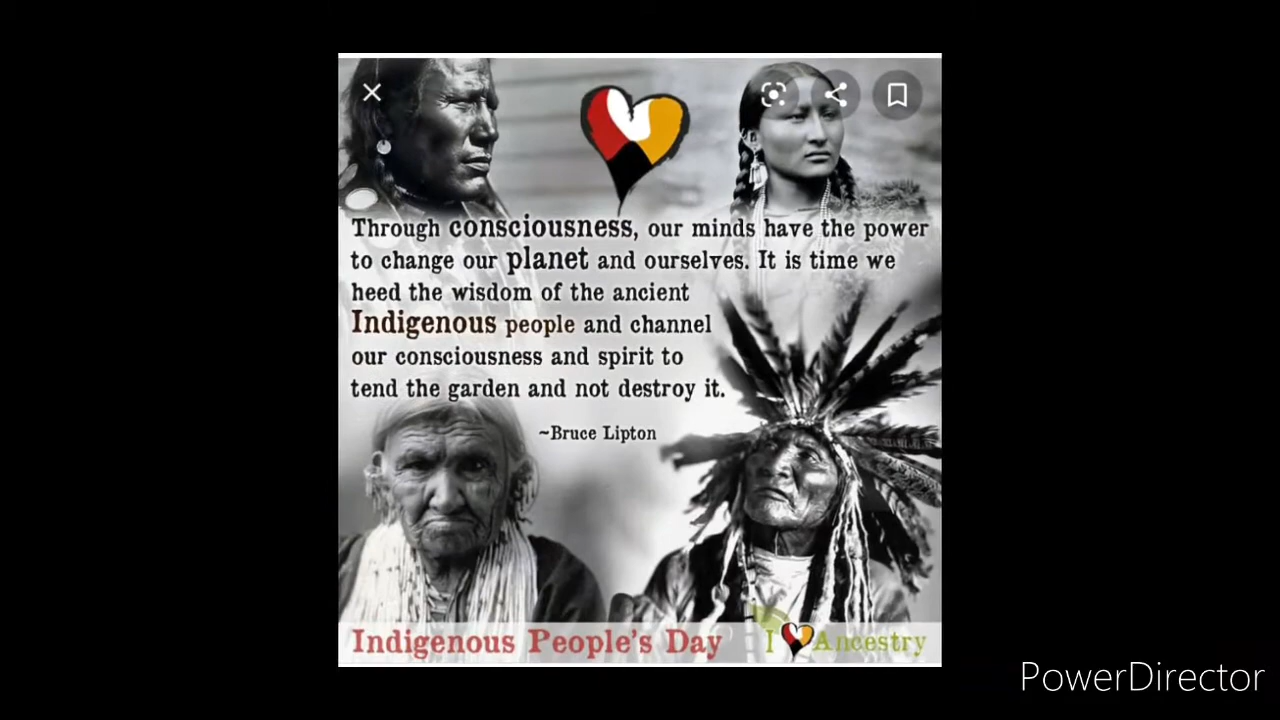 Through consciousness, our minds have the power
to change our planet and ourselves. It is time we
heed the wisdom of the ancient
Indigenous people and channel
our consciousness and spirit to
tend the garden and not destroy it.
~Bruce Lipton
Indigenous People's Day
I Ancestry
PowerDirector